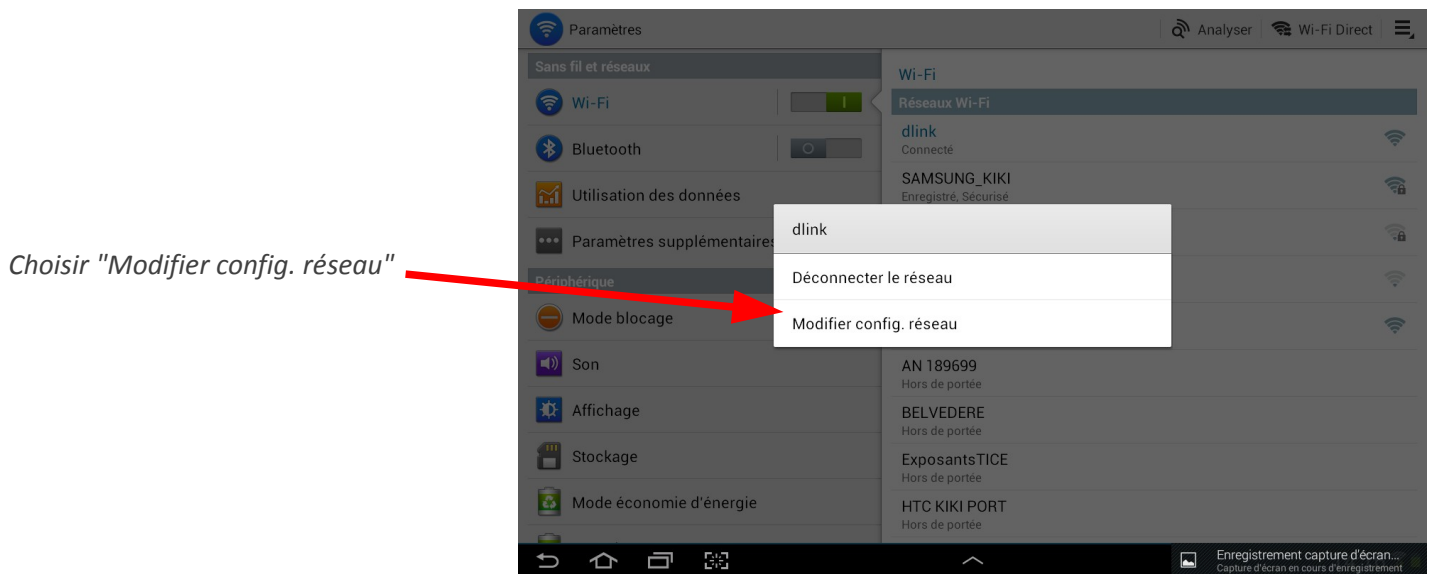 Choisir "Modifier config. réseau"
Paramètres
Analyser
Wi-Fi Direct
Sans fil et réseaux
Wi-Fi
Bluetooth
Utilisation des données
Paramètres supplémentaires
Périphérique
Mode blocage
Son
Affichage
Stockage
Mode économie d'énergie
Wi-Fi
Réseaux Wi-Fi
dlink
Connecté
SAMSUNG_KIKI
Enregistré, Sécurisé
dlink
Déconnecter le réseau
Modifier config. réseau
AN 189699
Hors de portée
BELVEDERE
Hors de portée
ExposantsTICE
Hors de portée
HTC KIKI PORT
Hors de portée
Enregistrement capture d'écran...
Capture d'écran en cours d'enregistrement